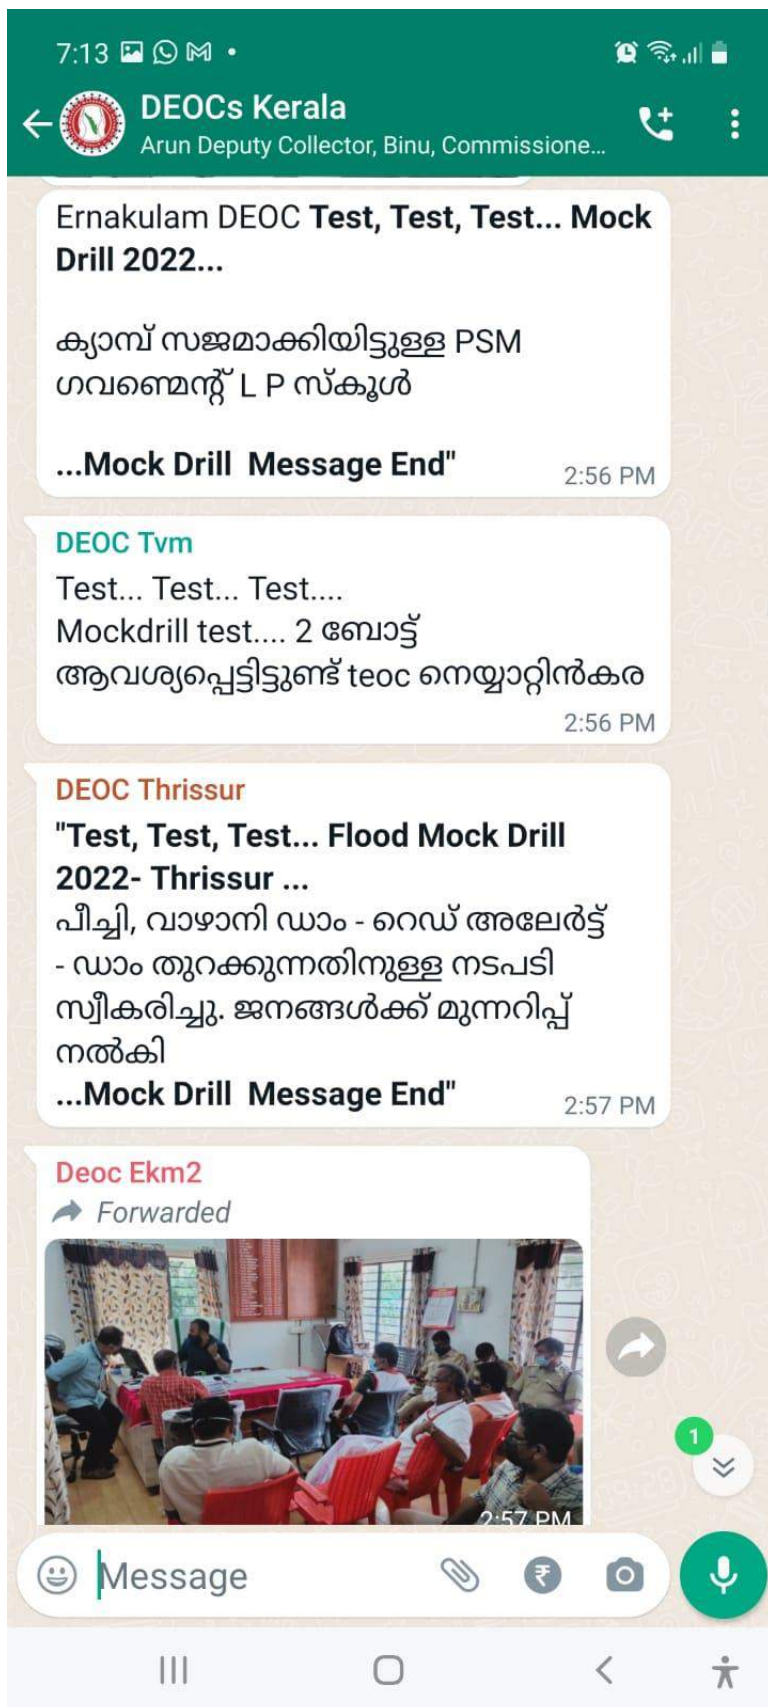 7:13
DEOCs Kerala
Arun Deputy Collector, Binu, Commissione...
Ernakulam DEOC Test, Test, Test... Mock
Drill 2022...
ക്യാമ്പ് സജമാക്കിയിട്ടുള്ള PSM
ഗവണ്മെന്റ് L P സ്കൂൾ
...Mock Drill  Message End"
2:56 PM
DEOC Tvm
Test... Test... Test....
Mockdrill test.... 2 ബോട്ട്
ആവശ്യപ്പെട്ടിട്ടുണ്ട് teoc നെയ്യാറ്റിൻകര
2:56 PM
DEOC Thrissur
"Test, Test, Test... Flood Mock Drill
2022- Thrissur ...
പീച്ചി, വാഴാനി ഡാം - റെഡ് അലേർട്ട്
- ഡാം തുറക്കുന്നതിനുള്ള നടപടി
സ്വീകരിച്ചു. ജനങ്ങൾക്ക് മുന്നറിപ്പ്
നൽകി
...Mock Drill  Message End"
2:57 PM
Deoc Ekm2
Forwarded
2:57 PM
1
Message